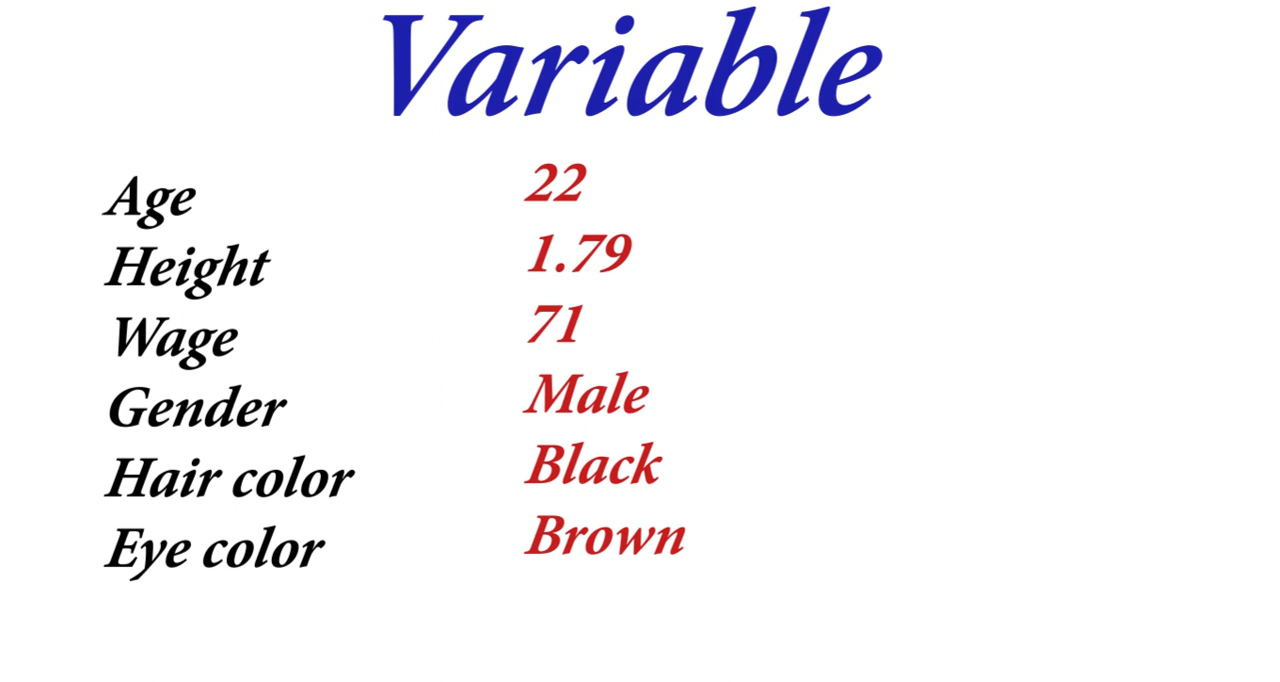 Variable
Age 22
Height 1.79
Wage 71
Gender Male
Hair color Black
Eye color Brown